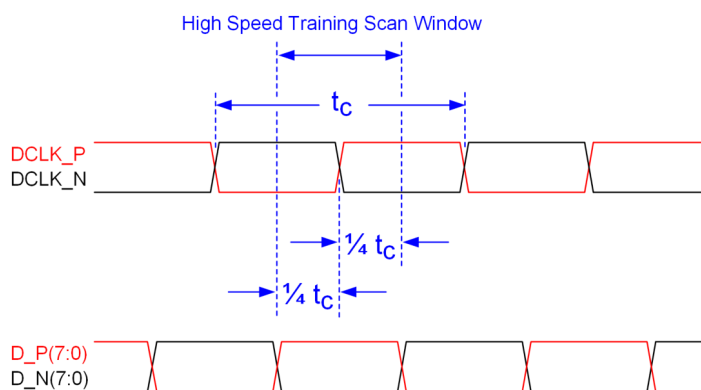 High Speed Training Scan Window
tc
DCLK_P
DCLK_N
¼ tc
¼ tc
D_P(7:0)
D_N(7:0)